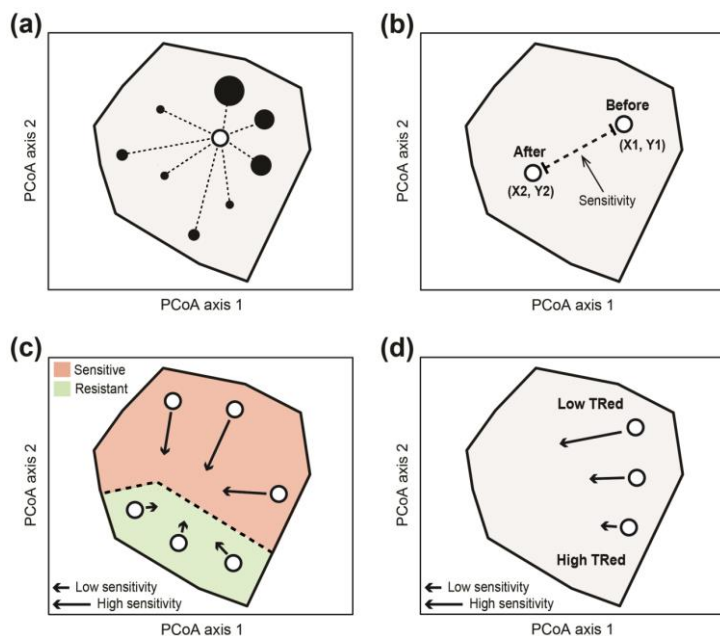 (a)
PCoA axis 2
PCoA axis 1
(b)
PCoA axis 2
Before
(X1, Y1)
After
(X2, Y2)
Sensitivity
PCoA axis 1
(c)
Sensitive
Resistant
PCoA axis 2
Low sensitivity
High sensitivity
PCoA axis 1
(d)
PCoA axis 2
Low TRed
High TRed
Low sensitivity
High sensitivity
PCoA axis 1